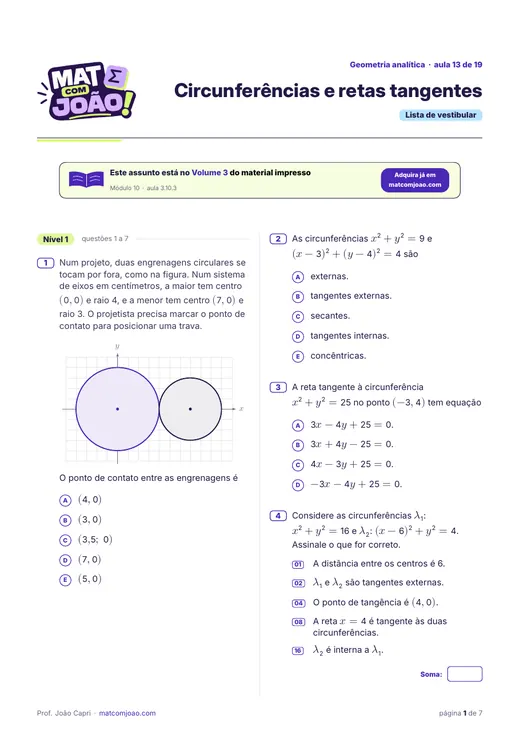 MAT Σ
COM
JOÃO!
Geometria analítica · aula 13 de 19
Circunferências e retas tangentes
Lista de vestibular
Este assunto está no Volume 3 do material impresso
Módulo 10 · aula 3.10.3
Adquira já em
matcomjoao.com
Nível 1 questões 1 a 7
1 Num projeto, duas engrenagens circulares se
tocam por fora, como na figura. Num sistema
de eixos em centímetros, a maior tem centro
(0, 0) e raio 4, e a menor tem centro (7, 0) e
raio 3. O projetista precisa marcar o ponto de
contato para posicionar uma trava.
y
x
O ponto de contato entre as engrenagens é
A (4, 0)
B (3, 0)
C (3,5; 0)
D (7, 0)
E (5, 0)
2 As circunferências x² + y² = 9 e
(x − 3)² + (y − 4)² = 4 são
A externas.
B tangentes externas.
C secantes.
D tangentes internas.
E concêntricas.
3 A reta tangente à circunferência
x² + y² = 25 no ponto (−3, 4) tem equação
A 3x − 4y + 25 = 0.
B 3x + 4y − 25 = 0.
C 4x − 3y + 25 = 0.
D −3x − 4y + 25 = 0.
4 Considere as circunferências λ₁:
x² + y² = 16 e λ₂: (x − 6)² + y² = 4.
Assinale o que for correto.
01 A distância entre os centros é 6.
02 λ₁ e λ₂ são tangentes externas.
04 O ponto de tangência é (4, 0).
08 A reta x = 4 é tangente às duas
circunferências.
16 λ₂ é interna a λ₁.
Soma:
Prof. João Capri · matcomjoao.com
página 1 de 7